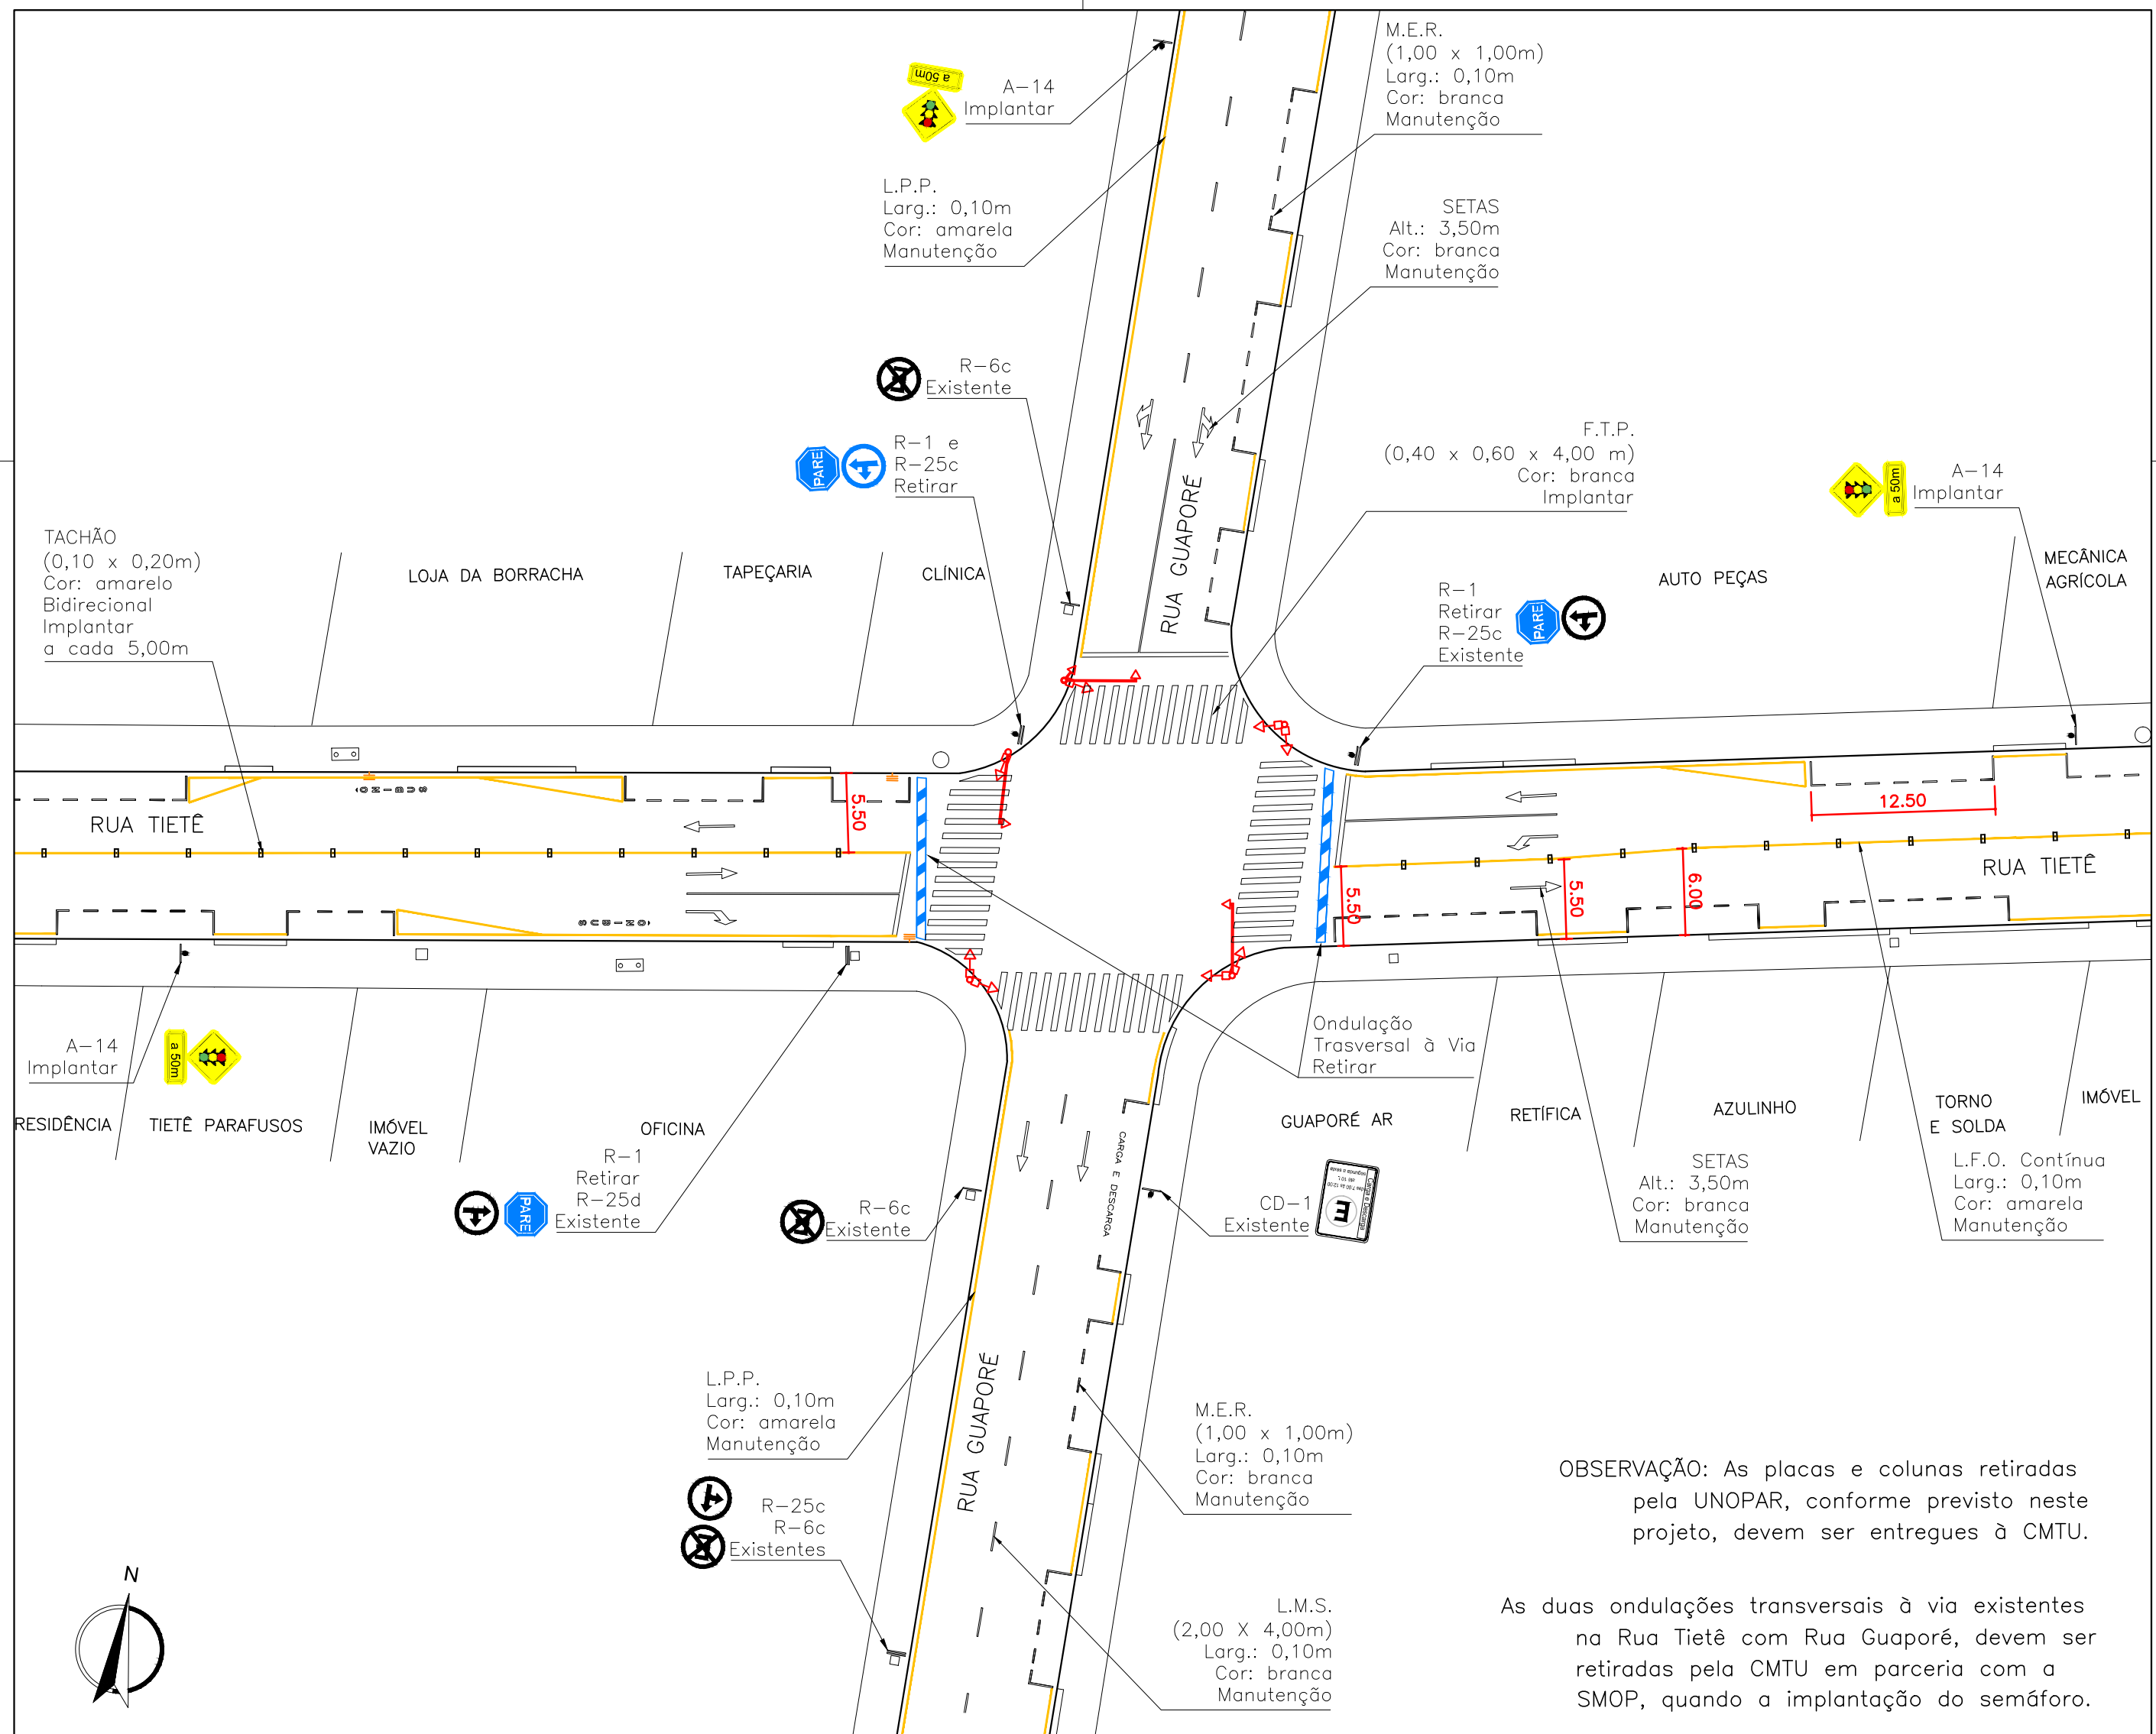 M.E.R.
(1,00 x 1,00m)
Larg.: 0,10m
Cor: branca
Manutenção
a 50m
A-14
Implantar
L.P.P.
Larg.: 0,10m
Cor: amarela
Manutenção
SETAS
Alt.: 3,50m
Cor: branca
Manutenção
R-6c
Existente
PARE
R-1 e
R-25c
Retirar
F.T.P.
(0,40 x 0,60 x 4,00 m)
Cor: branca
Implantar
a 50m
A-14
Implantar
TACHÃO
(0,10 x 0,20m)
Cor: amarelo
Bidirecional
Implantar
a cada 5,00m
LOJA DA BORRACHA
TAPEÇARIA
CLÍNICA
RUA GUAPORÉ
R-1
Retirar
R-25c
Existente
PARE
AUTO PEÇAS
MECÂNICA
AGRÍCOLA
RUA TIETÊ
5.50
12.50
RUA TIETÊ
5.50
5.50
6.00
A-14
Implantar
a 50m
Ondulação
Trasversal à Via
Retirar
RESIDÊNCIA
TIETÊ PARAFUSOS
IMÓVEL
VAZIO
OFICINA
GUAPORÉ AR
RETÍFICA
AZULINHO
TORNO
E SOLDA
IMÓVEL
R-1
Retirar
R-25d
Existente
PARE
R-6c
Existente
CARGA E DESCARGA
CD-1
Existente
Carga e Descarga
E
SETAS
Alt.: 3,50m
Cor: branca
Manutenção
L.F.O. Contínua
Larg.: 0,10m
Cor: amarela
Manutenção
L.P.P.
Larg.: 0,10m
Cor: amarela
Manutenção
RUA GUAPORÉ
M.E.R.
(1,00 x 1,00m)
Larg.: 0,10m
Cor: branca
Manutenção
R-25c
R-6c
Existentes
L.M.S.
(2,00 X 4,00m)
Larg.: 0,10m
Cor: branca
Manutenção
N
OBSERVAÇÃO: As placas e colunas retiradas
pela UNOPAR, conforme previsto neste
projeto, devem ser entregues à CMTU.
As duas ondulações transversais à via existentes
na Rua Tietê com Rua Guaporé, devem ser
retiradas pela CMTU em parceria com a
SMOP, quando a implantação do semáforo.